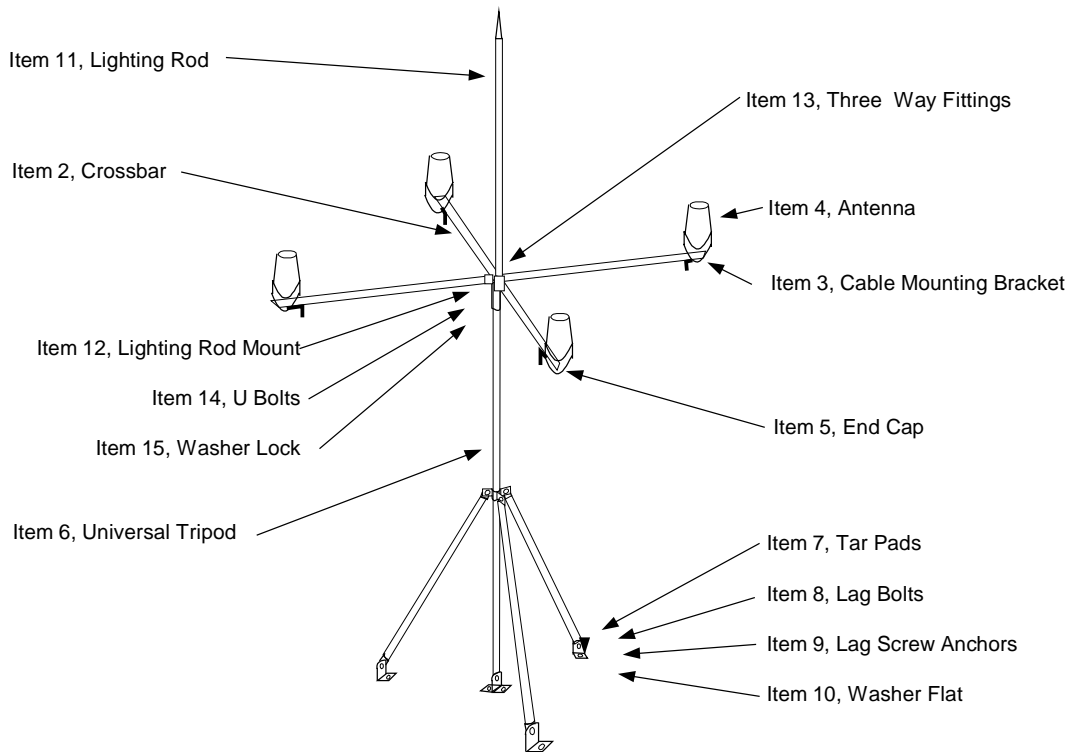 Item 11, Lighting Rod
Item 13, Three Way Fittings
Item 2, Crossbar
Item 4, Antenna
Item 3, Cable Mounting Bracket
Item 12, Lighting Rod Mount
Item 14, U Bolts
Item 5, End Cap
Item 15, Washer Lock
Item 6, Universal Tripod
Item 7, Tar Pads
Item 8, Lag Bolts
Item 9, Lag Screw Anchors
Item 10, Washer Flat